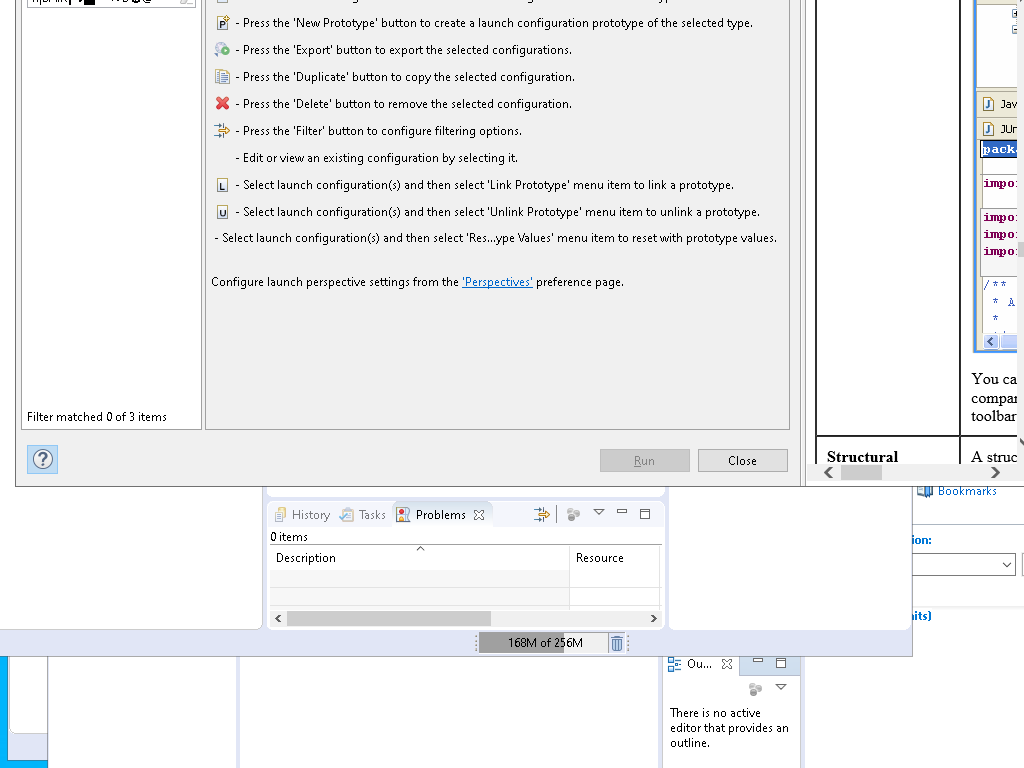 - Press the 'New Prototype' button to create a launch configuration prototype of the selected type.
- Press the 'Export' button to export the selected configurations.
- Press the 'Duplicate' button to copy the selected configuration.
- Press the 'Delete' button to remove the selected configuration.
- Press the 'Filter' button to configure filtering options.
- Edit or view an existing configuration by selecting it.
- Select launch configuration(s) and then select 'Link Prototype' menu item to link a prototype.
- Select launch configuration(s) and then select 'Unlink Prototype' menu item to unlink a prototype.
- Select launch configuration(s) and then select 'Res...ype Values' menu item to reset with prototype values.
Configure launch perspective settings from the 'Perspectives' preference page.
Filter matched 0 of 3 items
Run
Close
Jav
JUn
packa
impor
impor
impor
impor
/**
* A
*
You ca
compar
toolbar
Structural
A struc
Bookmarks
ion:
its)
History
Tasks
Problems
0 items
Description
Resource
168M of 256M
Ou...
There is no active
editor that provides an
outline.